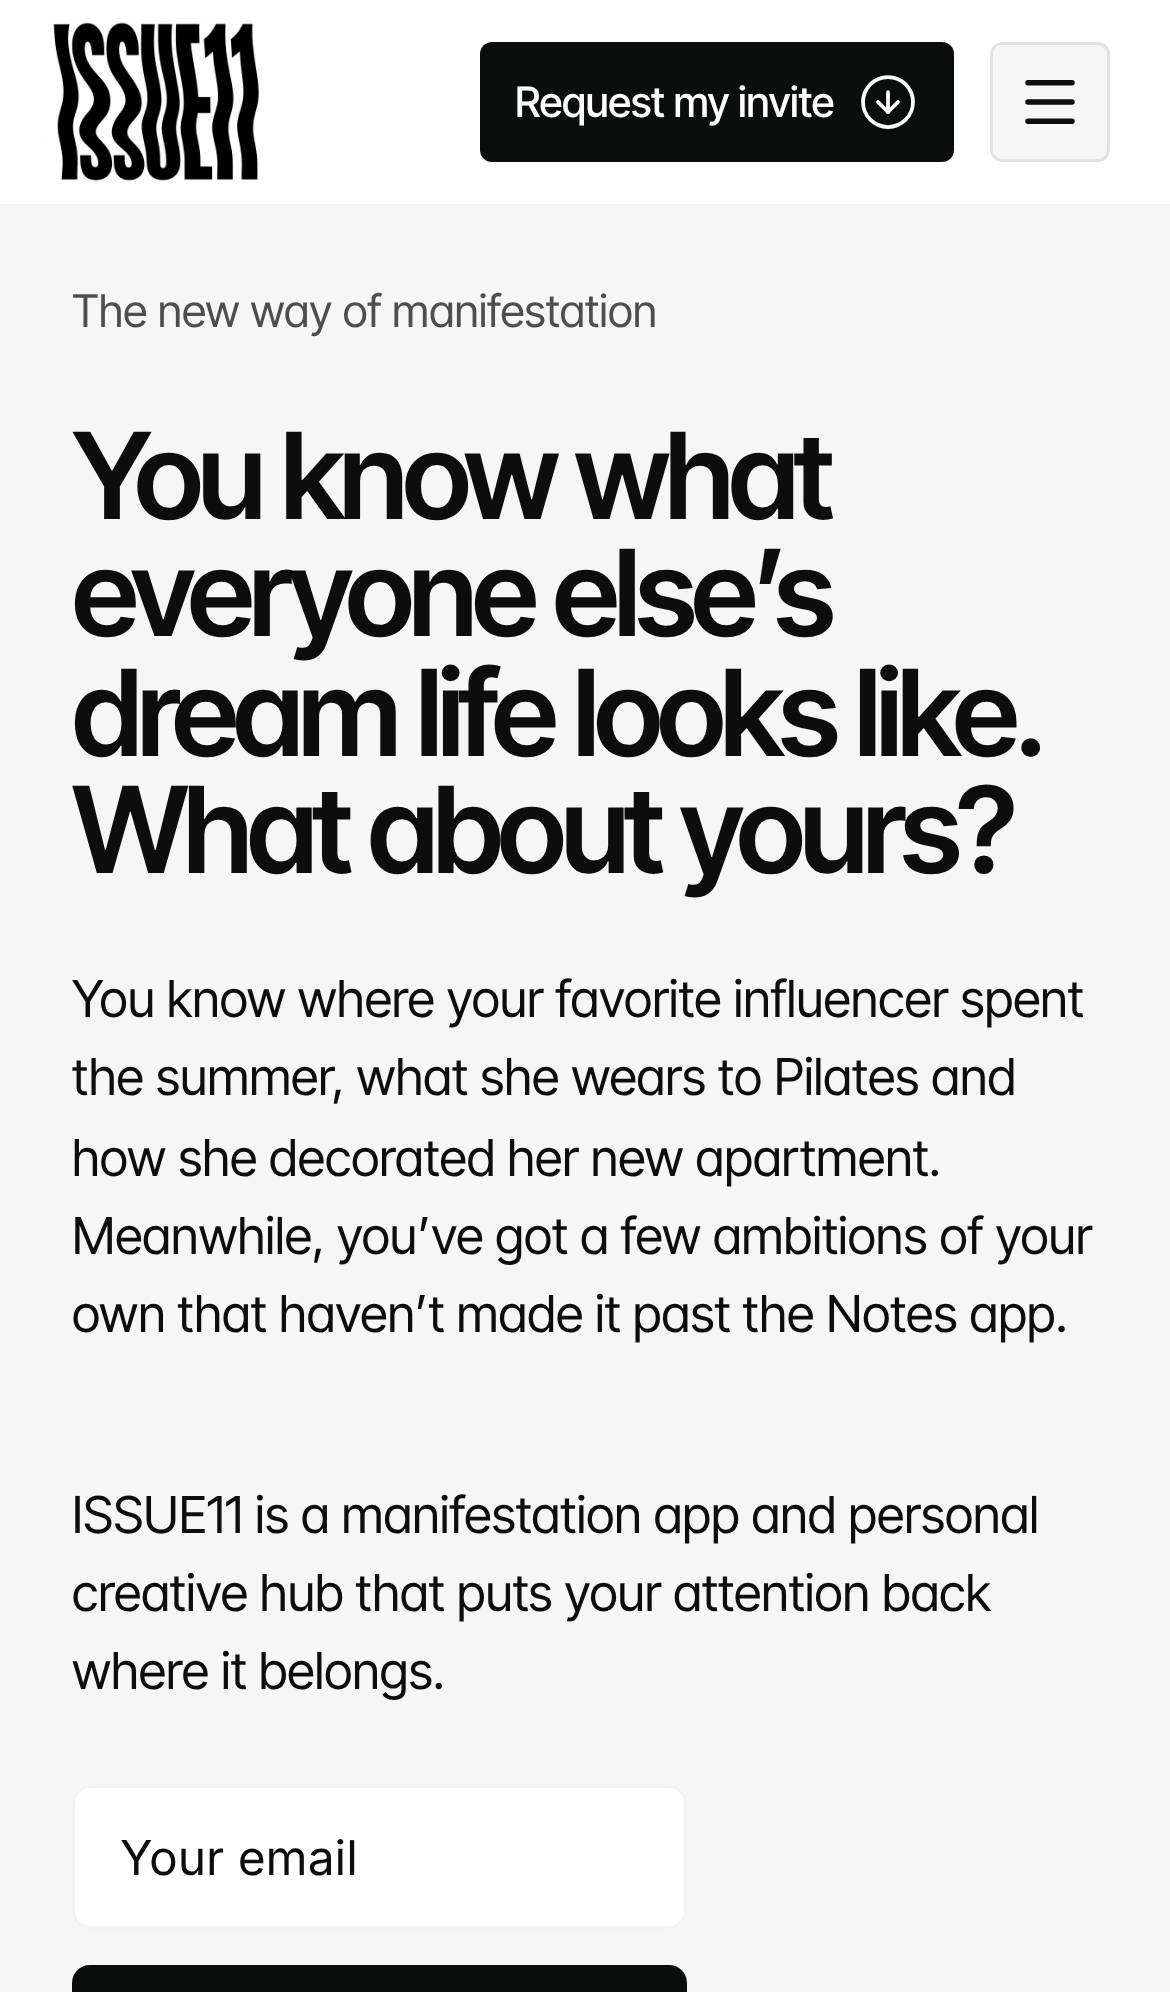 ISSUE11
Request my invite
The new way of manifestation
You know what
everyone else’s
dream life looks like.
What about yours?
You know where your favorite influencer spent
the summer, what she wears to Pilates and
how she decorated her new apartment.
Meanwhile, you’ve got a few ambitions of your
own that haven’t made it past the Notes app.
ISSUE11 is a manifestation app and personal
creative hub that puts your attention back
where it belongs.
Your email